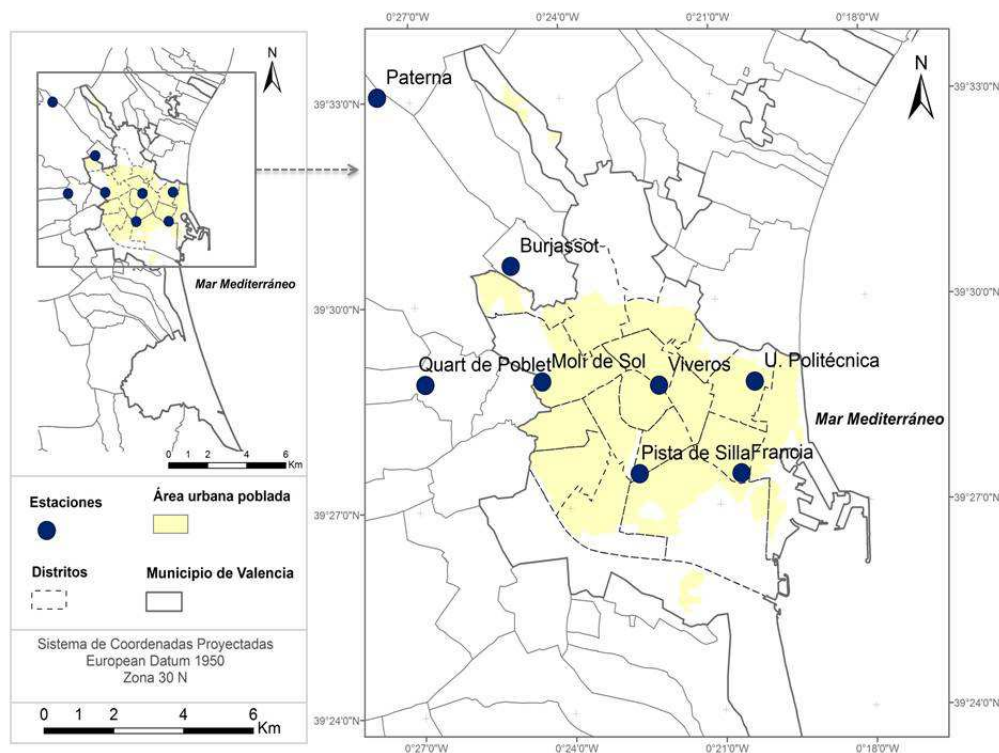 N
Mar Mediterráneo
0 2 4 6
Km
Estaciones
Área urbana poblada
Distritos
Municipio de Valencia
Sistema de Coordenadas Proyectadas
European Datum 1950
Zona 30 N
0 1 2 4 6
Km
0°27'0"W 0°24'0"W 0°21'0"W 0°18'0"W
N
39°33'0"N
39°33'0"N
Paterna
Burjassot
39°30'0"N
39°30'0"N
Quart de Poblet
Molí de Sol
Viveros
U. Politécnica
Mar Mediterráneo
Pista de Silla
Francia
39°27'0"N
39°27'0"N
39°24'0"N
39°24'0"N
0°27'0"W 0°24'0"W 0°21'0"W 0°18'0"W